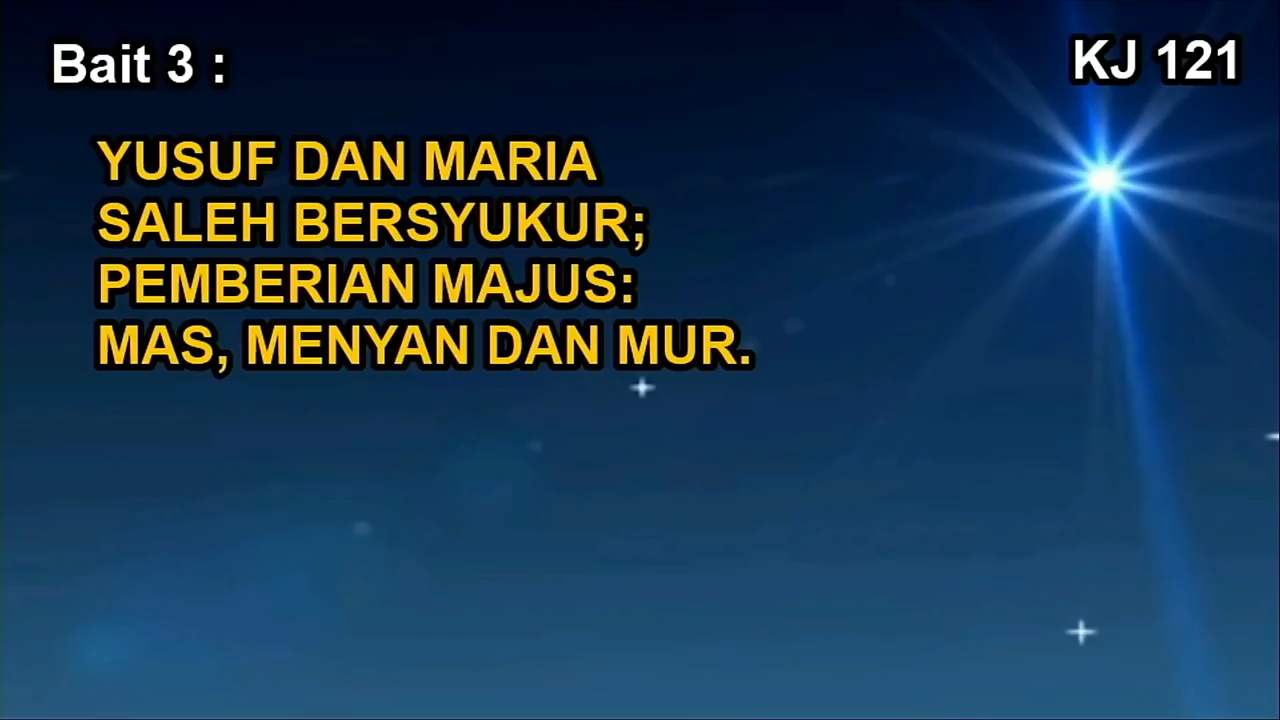 Bait 3 :
KJ 121
YUSUF DAN MARIA
SALEH BERSYUKUR;
PEMBERIAN MAJUS:
MAS, MENYAN DAN MUR.